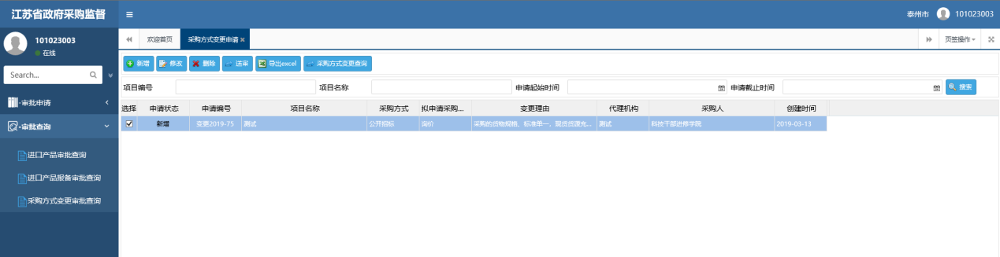 江苏省政府采购监督
泰州市 101023003
101023003
在线
欢迎首页 采购方式变更申请 页签操作
新增 修改 删除 送审 导出excel 采购方式变更查询
Search...
项目编号 项目名称 申请起始时间 申请截止时间 搜索
-审批申请
选择 申请状态 申请编号 项目名称 采购方式 拟申请采购... 变更理由 代理机构 采购人 创建时间
新增 变更2019-75 测试 公开招标 询价 采购的货物规格、标准单一，现货货源充... 测试 科技干部进修学院 2019-03-13
-审批查询
进口产品审批查询
进口产品报备审批查询
采购方式变更审批查询